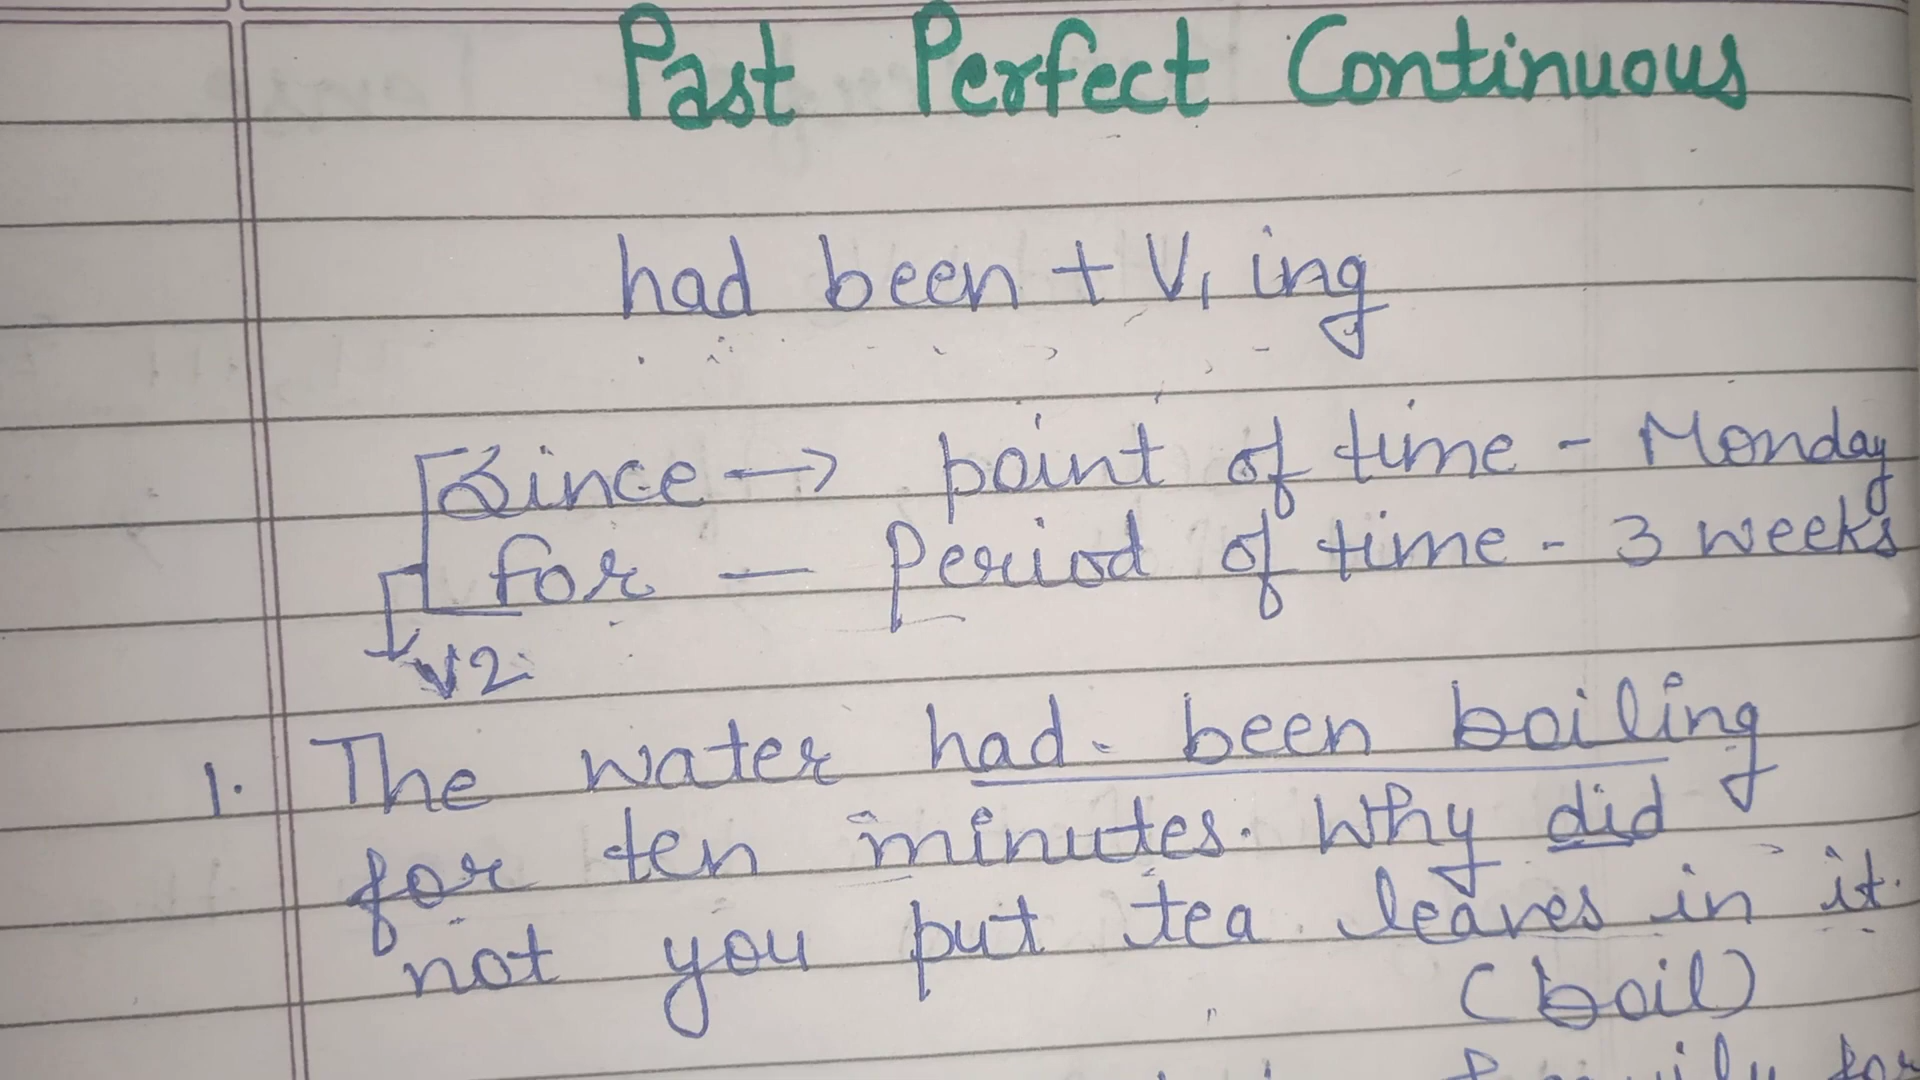 Past Perfect Continuous
had been + V1 ing
Since → point of time - Monday
for — Period of time - 3 weeks
V2
1. The water had been boiling
for ten minutes. Why did
not you put tea leaves in it.
(boil)
for